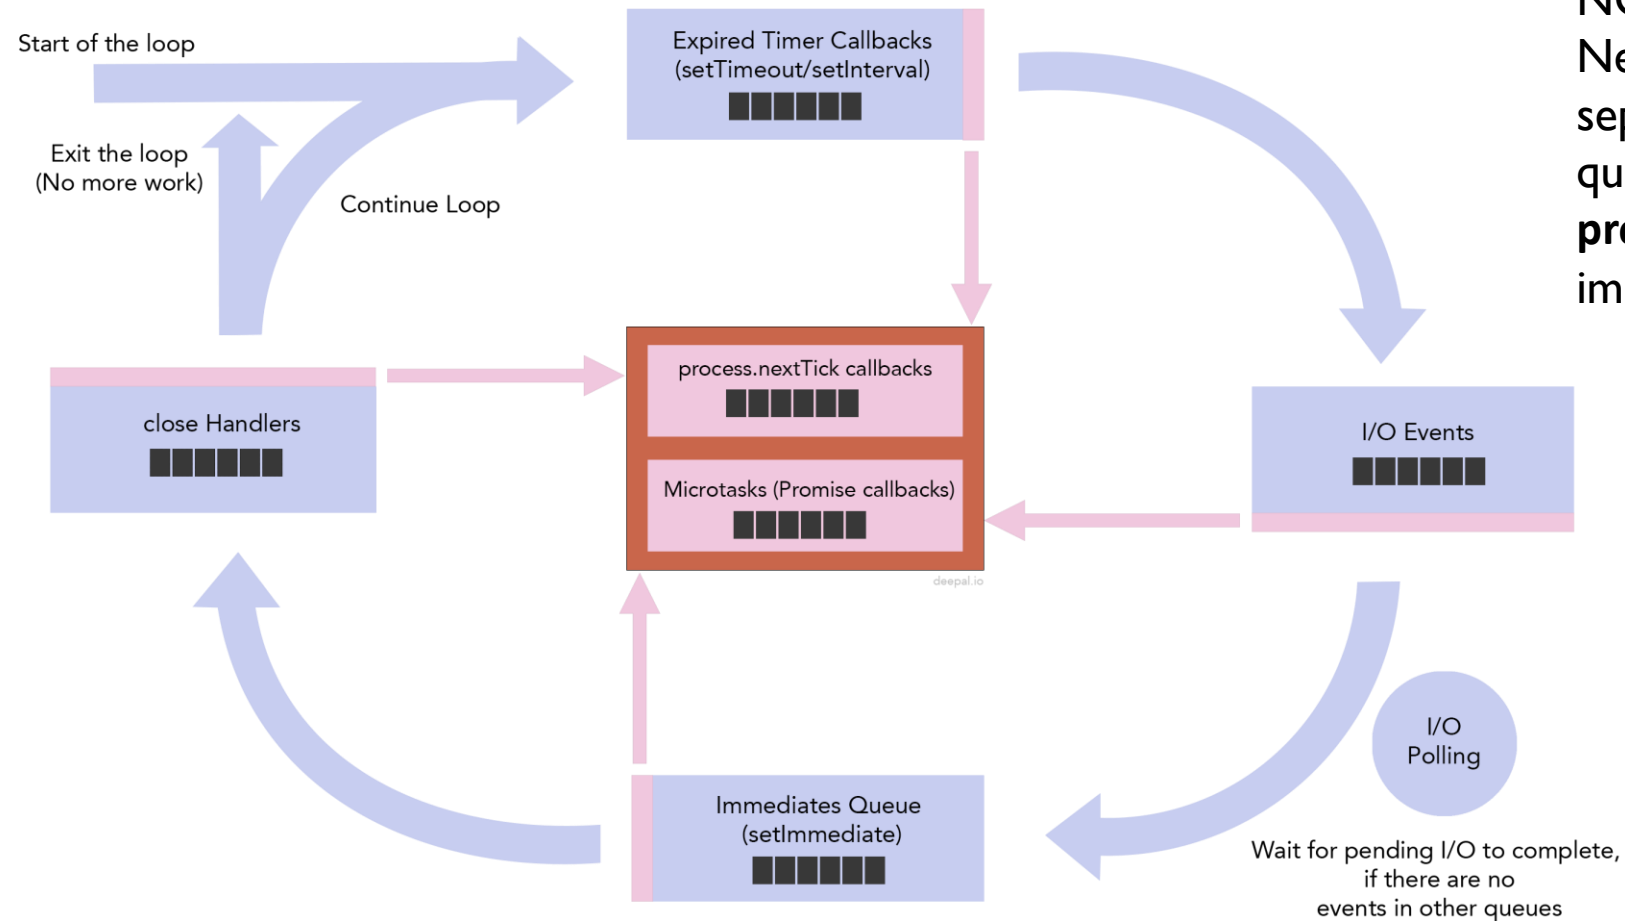 Start of the loop
Exit the loop
(No more work)
Continue Loop
Expired Timer Callbacks
(setTimeout/setInterval)
process.nextTick callbacks
Microtasks (Promise callbacks)
deepal.io
close Handlers
I/O Events
I/O
Polling
Immediates Queue
(setImmediate)
Wait for pending I/O to complete,
if there are no
events in other queues